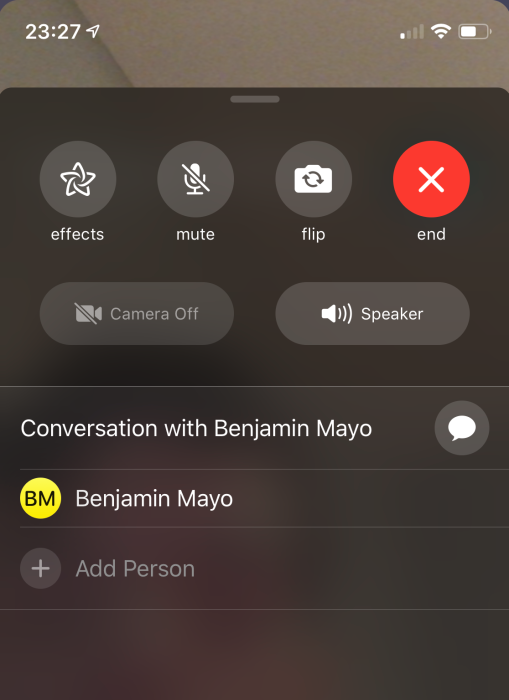 23:27
effects mute flip end
Camera Off Speaker
Conversation with Benjamin Mayo
BM Benjamin Mayo
Add Person